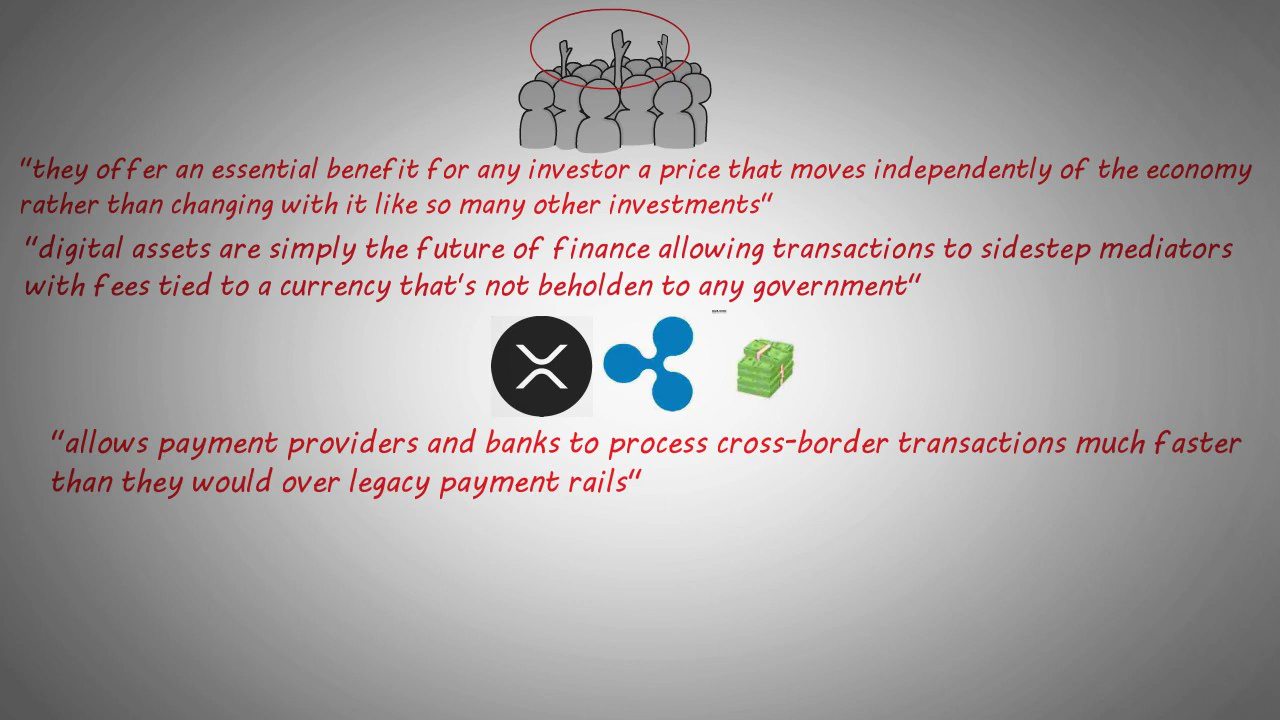 "they offer an essential benefit for any investor a price that moves independently of the economy
rather than changing with it like so many other investments"
"digital assets are simply the future of finance allowing transactions to sidestep mediators
with fees tied to a currency that's not beholden to any government"
"allows payment providers and banks to process cross-border transactions much faster
than they would over legacy payment rails"